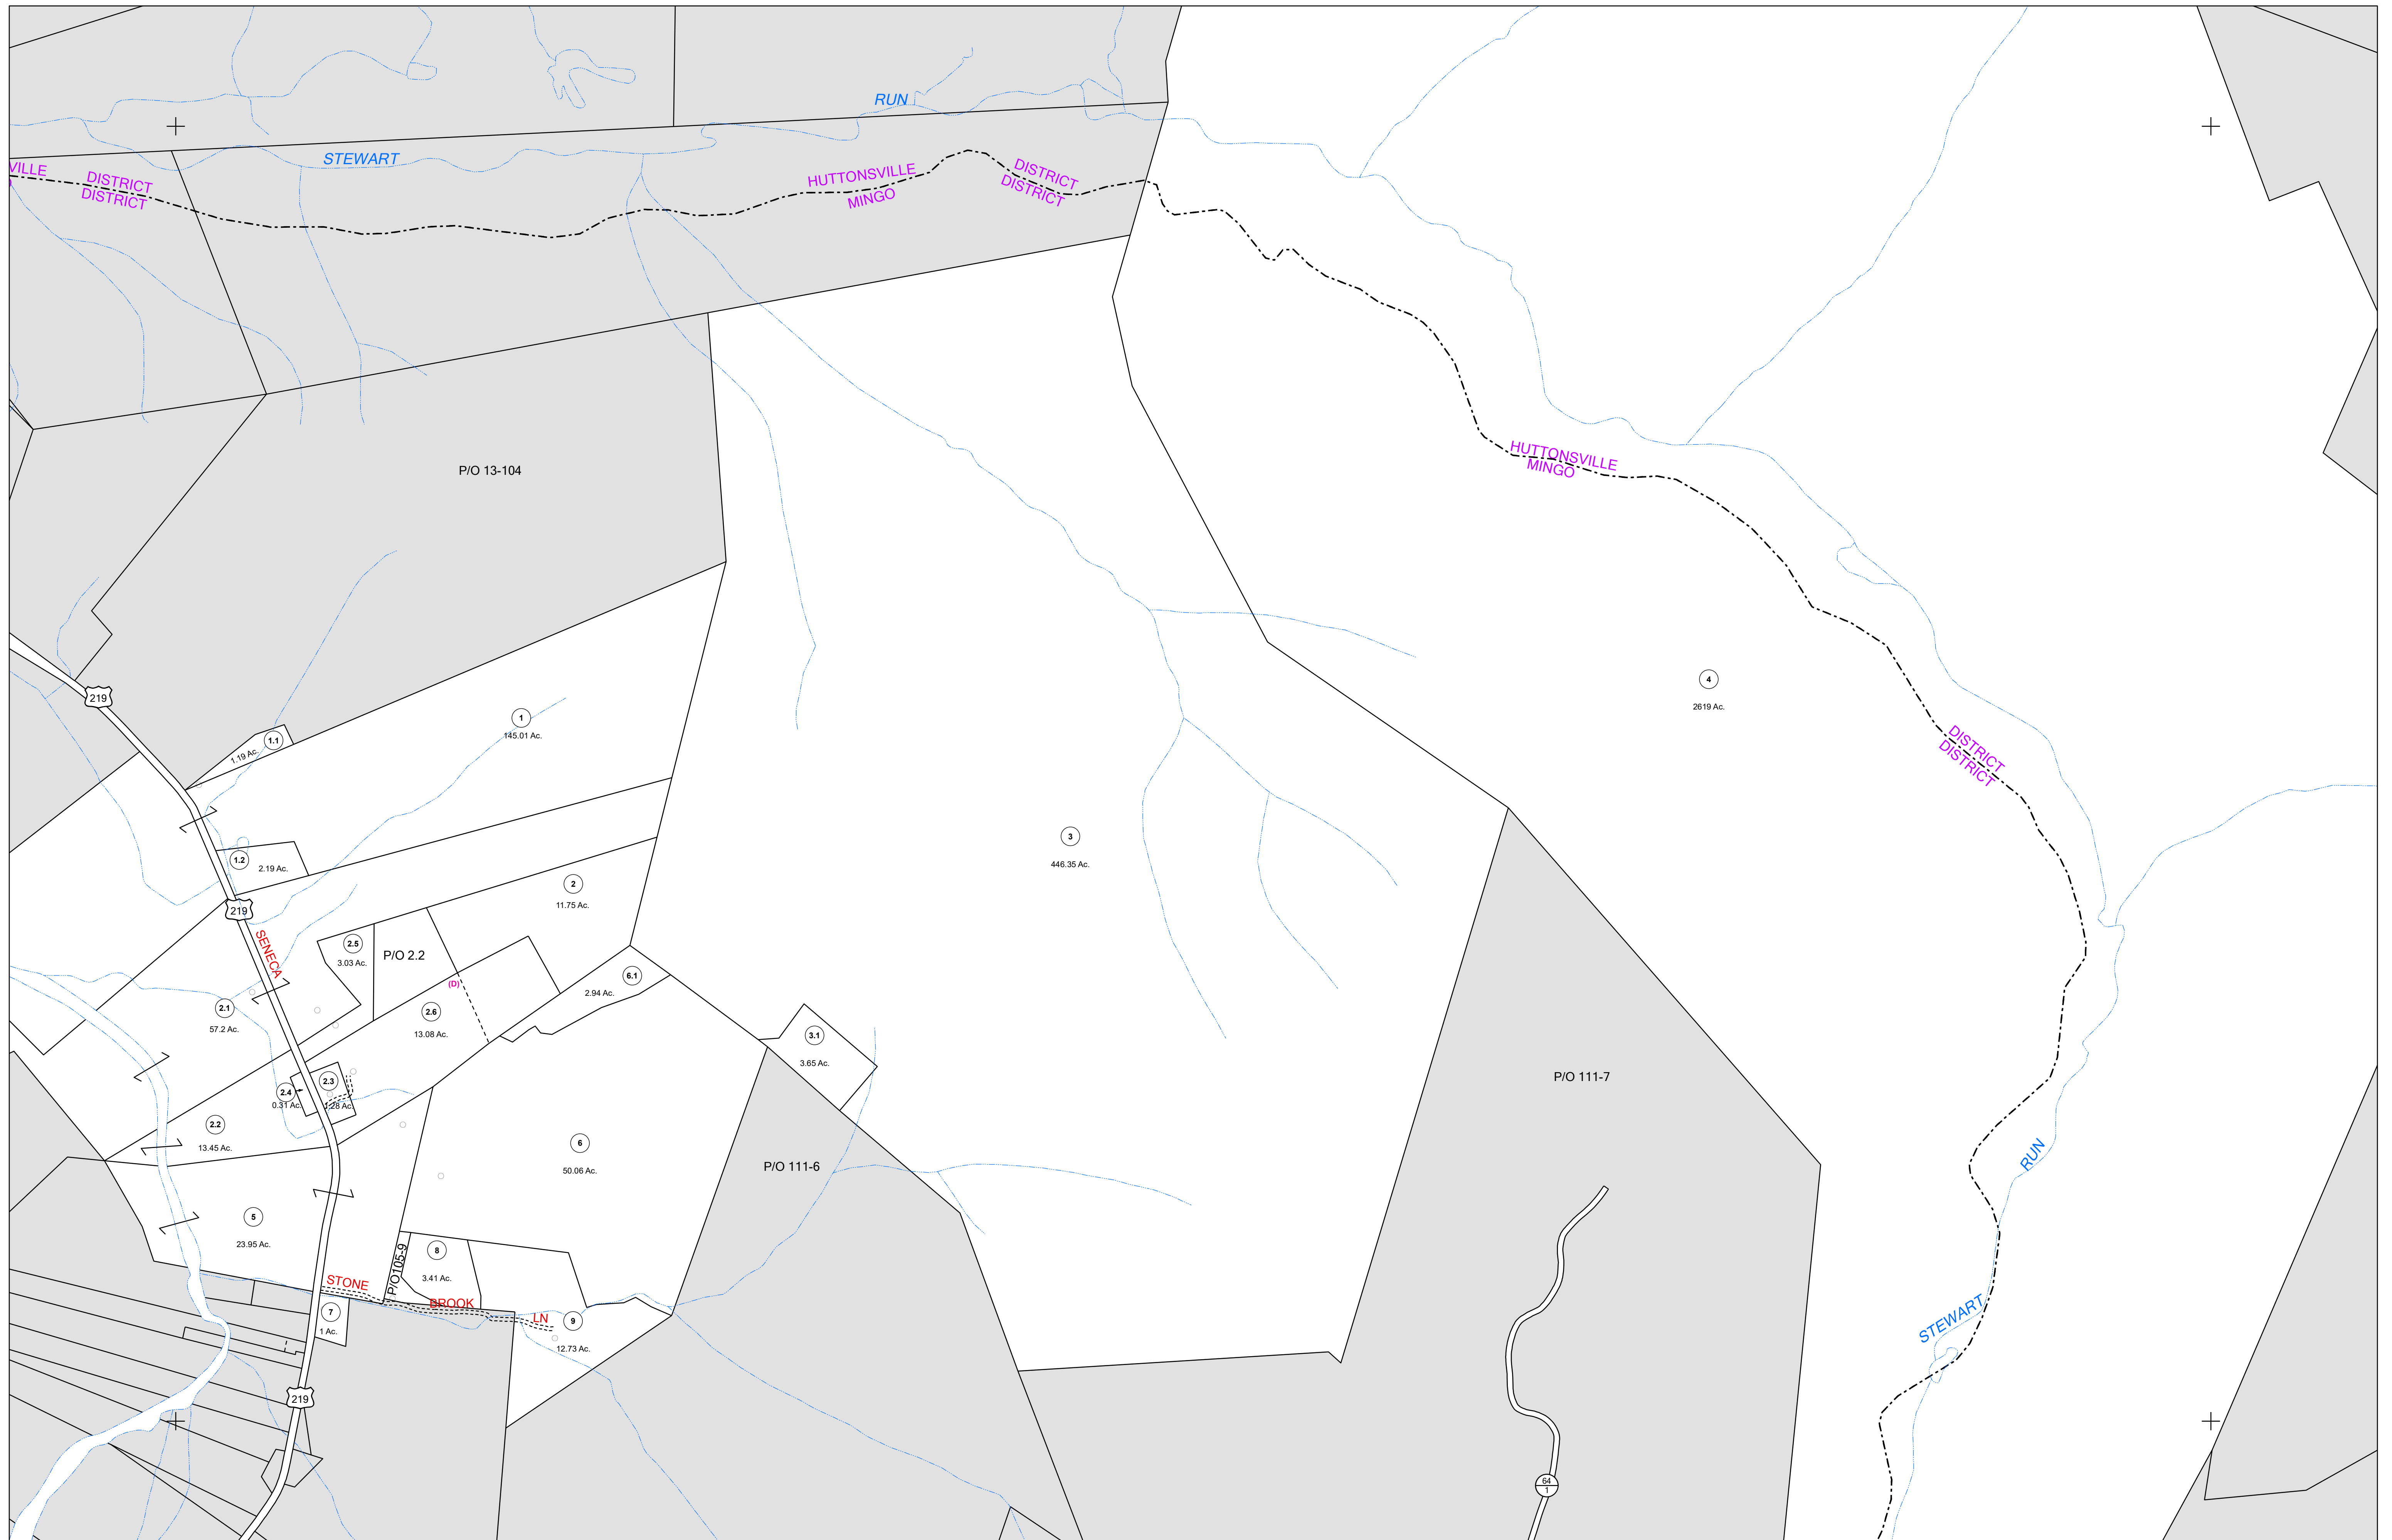 RUN
STEWART
VILLE
DISTRICT
DISTRICT
HUTTONSVILLE
MINGO
DISTRICT
DISTRICT
P/O 13-104
HUTTONSVILLE
MINGO
219
4
2619 Ac.
1
145.01 Ac.
1.1
1.19 Ac.
DISTRICT
DISTRICT
3
446.35 Ac.
1.2
2.19 Ac.
2
11.75 Ac.
219
SENECA
2.5
3.03 Ac.
P/O 2.2
6.1
2.94 Ac.
(D)
2.1
57.2 Ac.
2.6
13.08 Ac.
3.1
3.65 Ac.
2.3
1.28 Ac.
2.4
0.31 Ac.
P/O 111-7
2.2
13.45 Ac.
6
50.06 Ac.
P/O 111-6
RUN
5
23.95 Ac.
P/O105-9
8
3.41 Ac.
STONE
BROOK
LN
7
1 Ac.
9
12.73 Ac.
STEWART
219
64
1